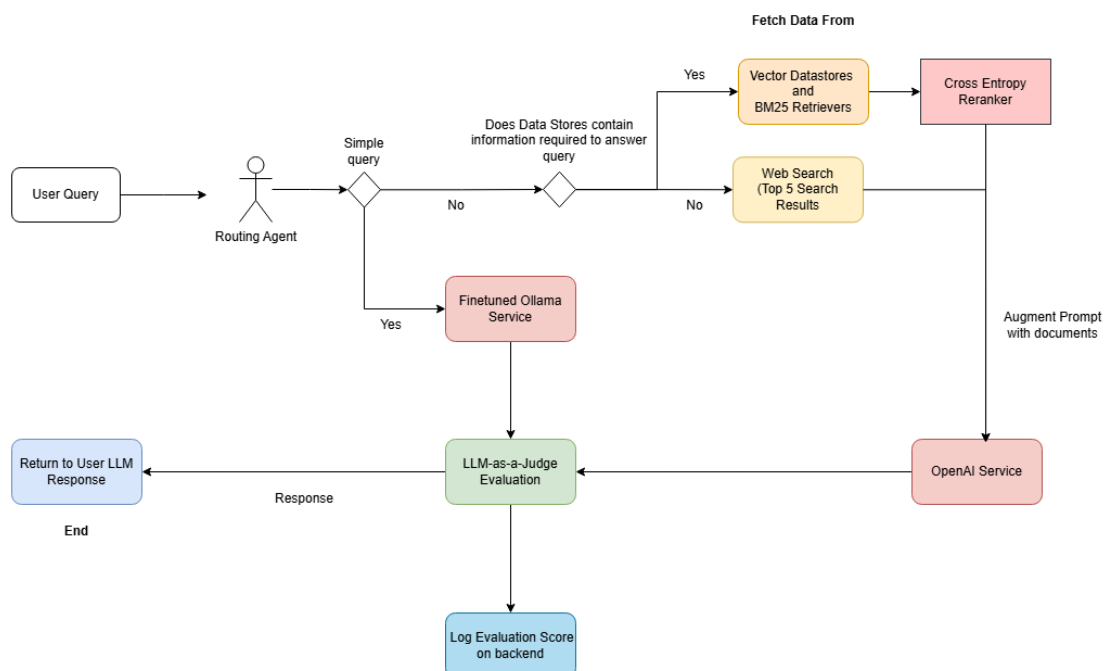 Fetch Data From
Yes
Vector Datastores
and
BM25 Retrievers
Cross Entropy
Reranker
Does Data Stores contain
information required to answer
query
Simple
query
User Query
Routing Agent
No
No
Web Search
(Top 5 Search
Results
Finetuned Ollama
Service
Yes
Augment Prompt
with documents
Return to User LLM
Response
Response
LLM-as-a-Judge
Evaluation
OpenAI Service
End
Log Evaluation Score
on backend